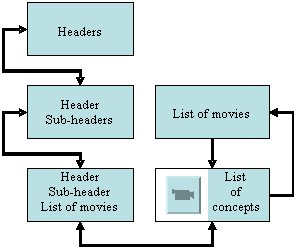 Headers
Header
Sub-headers
List of movies
Header
Sub-header
List of movies
List
of
concepts